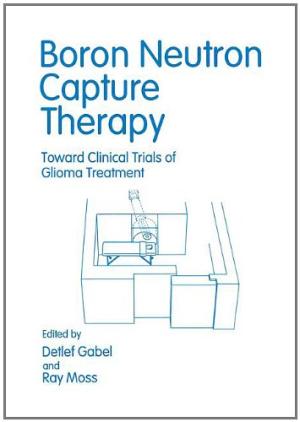 Boron Neutron
Capture
Therapy
Toward Clinical Trials of
Glioma Treatment
Edited by
Detlef Gabel
and
Ray Moss